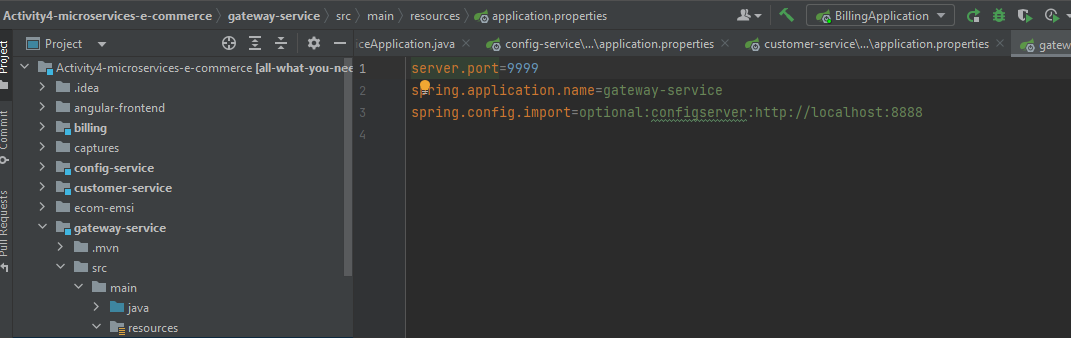 Activity4-microservices-e-commerce › gateway-service › src › main › resources › application.properties
BillingApplication
Project
Project
Commit
Pull Requests
ceApplication.java
config-service\...\application.properties
customer-service\...\application.properties
gatew
Activity4-microservices-e-commerce [all-what-you-nee
.idea
angular-frontend
billing
captures
config-service
customer-service
ecom-emsi
gateway-service
.mvn
src
main
java
resources
1 server.port=9999
2 spring.application.name=gateway-service
3 spring.config.import=optional:configserver:http://localhost:8888
4